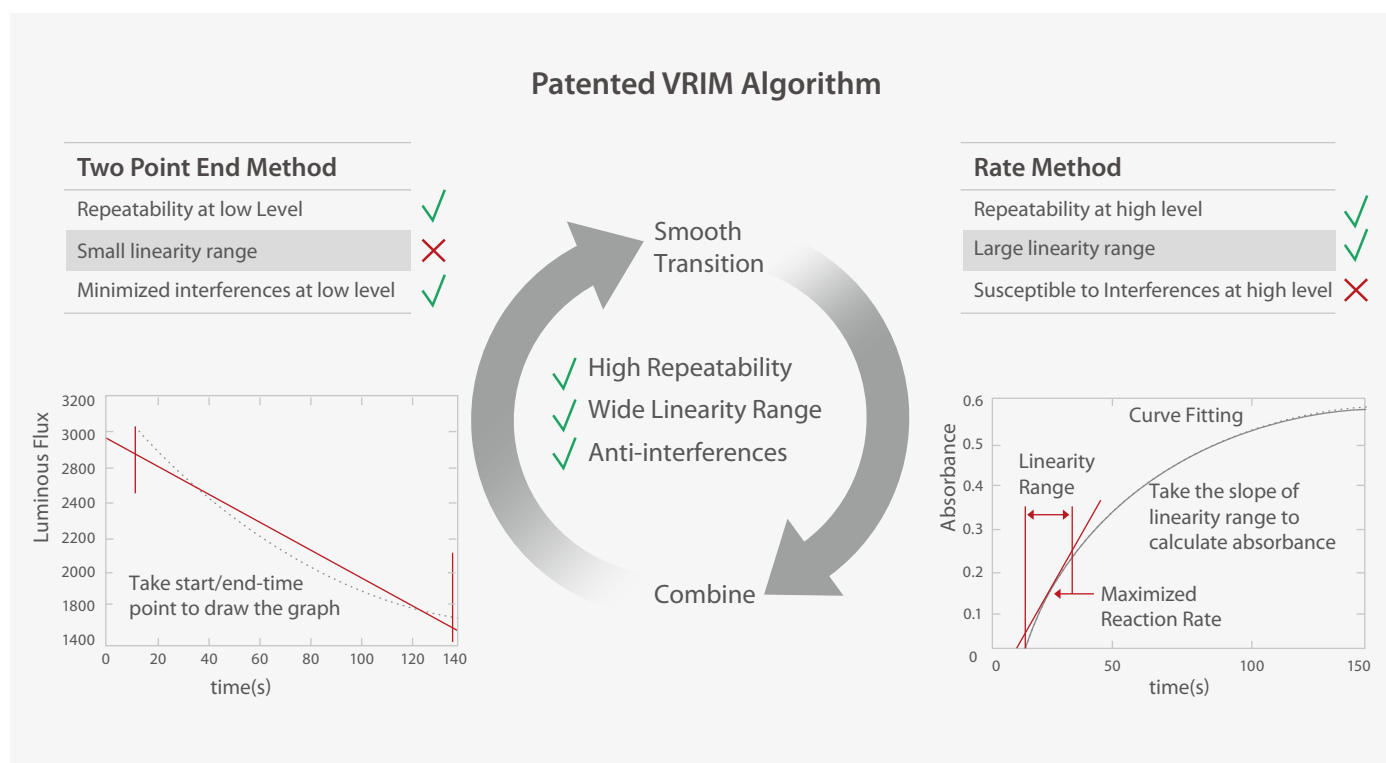 Patented VRIM Algorithm
Two Point End Method
Repeatability at low Level
Small linearity range
Minimized interferences at low level
Smooth
Transition
High Repeatability
Wide Linearity Range
Anti-interferences
Combine
Rate Method
Repeatability at high level
Large linearity range
Susceptible to Interferences at high level
Luminous Flux
3200
3000
2800
2400
2200
2000
1800
1400
Take start/end-time
point to draw the graph
0 20 40 60 80 100 120 140
time(s)
Absorbance
0.6
0.5
0.4
0.3
0.2
0.1
0
Curve Fitting
Linearity
Range
Take the slope of
linearity range to
calculate absorbance
Maximized
Reaction Rate
0 50 100 150
time(s)